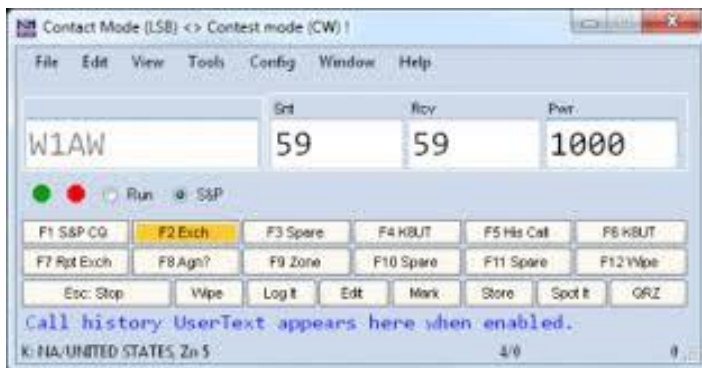 Contact Mode (LSB) <> Contest mode (CW) !
File Edit View Tools Config Window Help
Snt Rcv Pwr
W1AW 59 59 1000
Run S&P
F1 S&P CQ F2 Exch F3 Spare F4 K8UT F5 His Call F6 K8UT
F7 Rpt Exch F8 Agn? F9 Zone F10 Spare F11 Spare F12 Wipe
Esc: Stop Wipe Log It Edit Mark Store Spot It QRZ
Call history UserText appears here when enabled.
K: NA/UNITED STATES, Zn 5 4/0 0